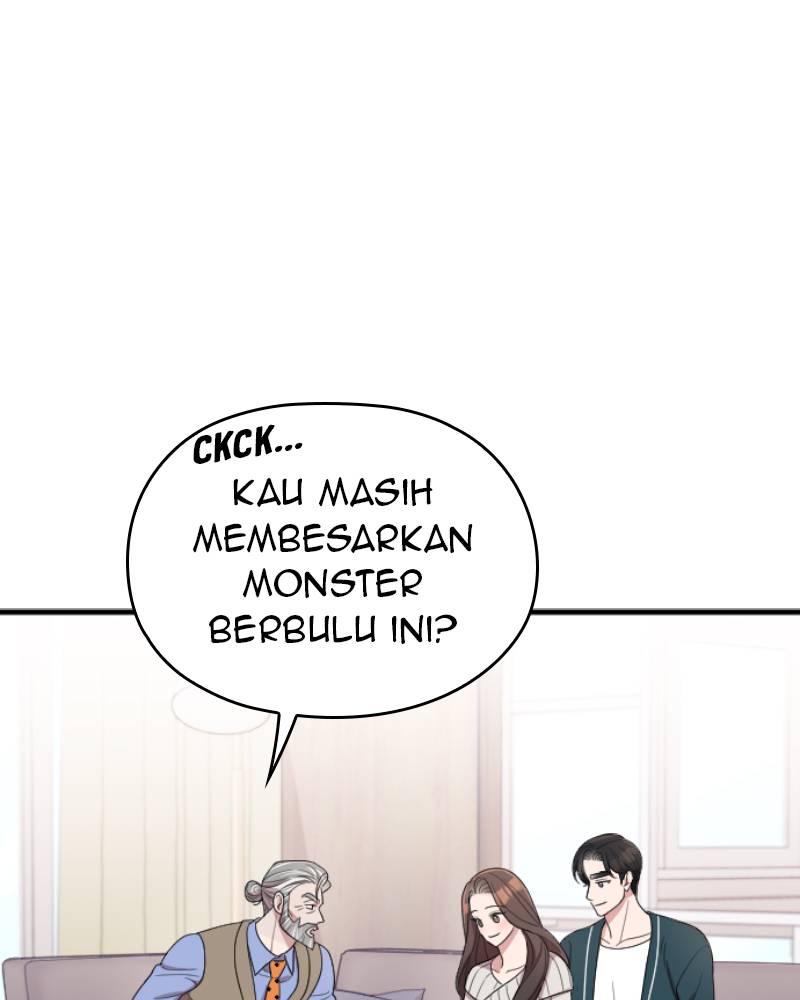 CKCK...
KAU MASIH
MEMBESARKAN
MONSTER
BERBULU INI?